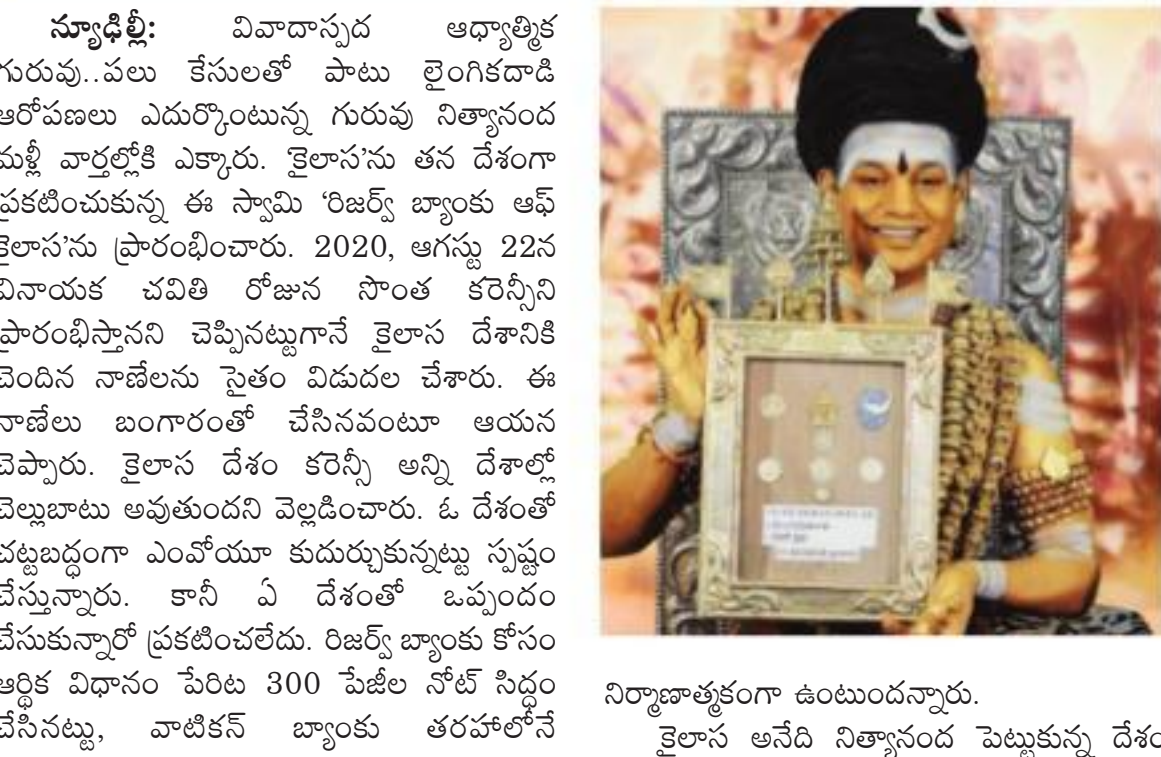 న్యూఢిల్లీ: వివాదాస్పద ఆధ్యాత్మిక
గురువు..పలు కేసులతో పాటు లైంగికదాడి
ఆరోపణలు ఎదుర్కొంటున్న గురువు నిత్యానంద
మళ్లీ వార్తల్లోకి ఎక్కారు. 'కైలాస'ను తన దేశంగా
ప్రకటించుకున్న ఈ స్వామి 'రిజర్వ్ బ్యాంకు ఆఫ్
కైలాస'ను ప్రారంభించారు. 2020, ఆగస్టు 22న
వినాయక చవితి రోజున సొంత కరెన్సీని
ప్రారంభిస్తానని చెప్పినట్టుగానే కైలాస దేశానికి
చెందిన నాణేలను సైతం విడుదల చేశారు. ఈ
నాణేలు బంగారంతో చేసినవంటూ ఆయన
చెప్పారు. కైలాస దేశం కరెన్సీ అన్ని దేశాల్లో
చెల్లుబాటు అవుతుందని వెల్లడించారు. ఓ దేశంతో
చట్టబద్ధంగా ఎంవోయూ కుదుర్చుకున్నట్టు స్పష్టం
చేస్తున్నారు. కానీ ఏ దేశంతో ఒప్పందం
చేసుకున్నారో ప్రకటించలేదు. రిజర్వ్ బ్యాంకు కోసం
ఆర్థిక విధానం పేరిట 300 పేజీల నోట్ సిద్ధం
చేసినట్టు, వాటికన్ బ్యాంకు తరహాలోనే
నిర్మాణాత్మకంగా ఉంటుందన్నారు.
కైలాస అనేది నిత్యానంద పెట్టుకున్న దేశం